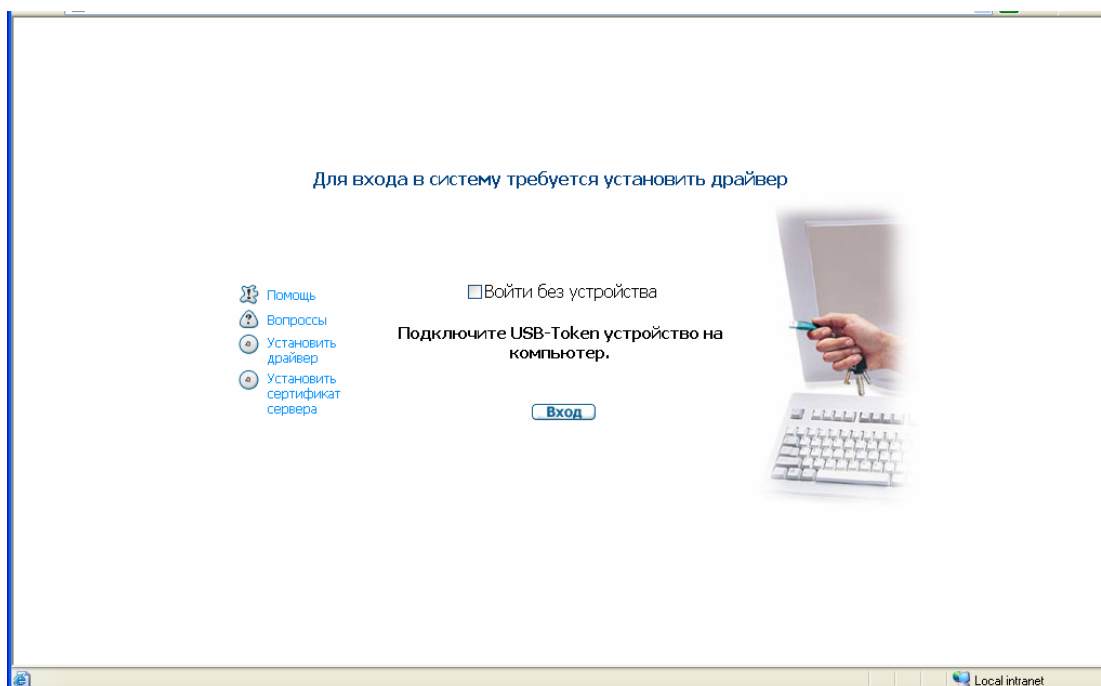 Для входа в систему требуется установить драйвер
Войти без устройства
Помощь
Вопроссы
Установить
драйвер
Установить
сертификат
сервера
Подключите USB-Token устройство на
компьютер.
Вход
Local intranet